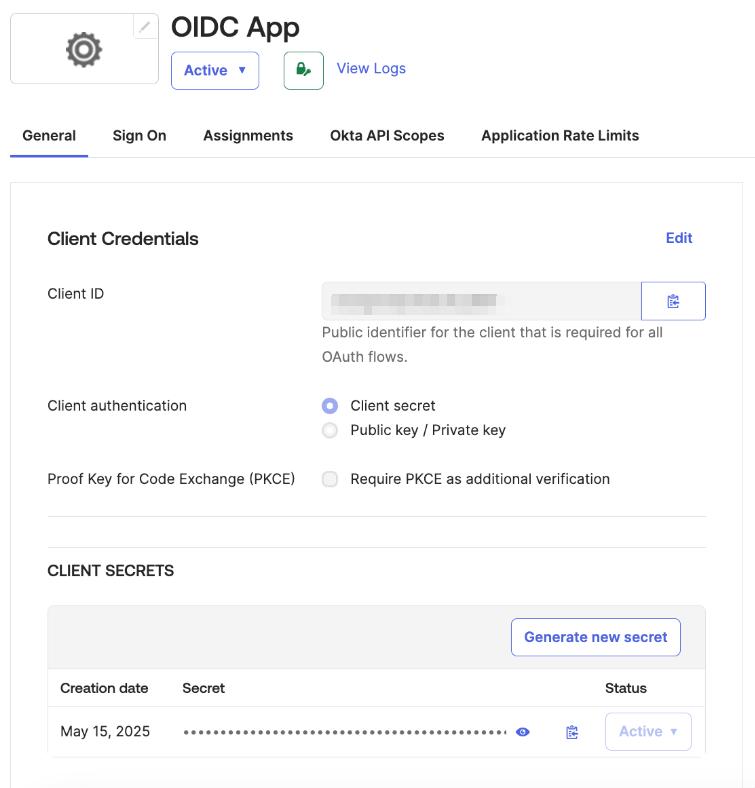 OIDC App
Active
View Logs
General
Sign On
Assignments
Okta API Scopes
Application Rate Limits
Client Credentials
Edit
Client ID
Public identifier for the client that is required for all
OAuth flows.
Client authentication
Client secret
Public key / Private key
Proof Key for Code Exchange (PKCE)
Require PKCE as additional verification
CLIENT SECRETS
Generate new secret
Creation date
Secret
Status
May 15, 2025
Active